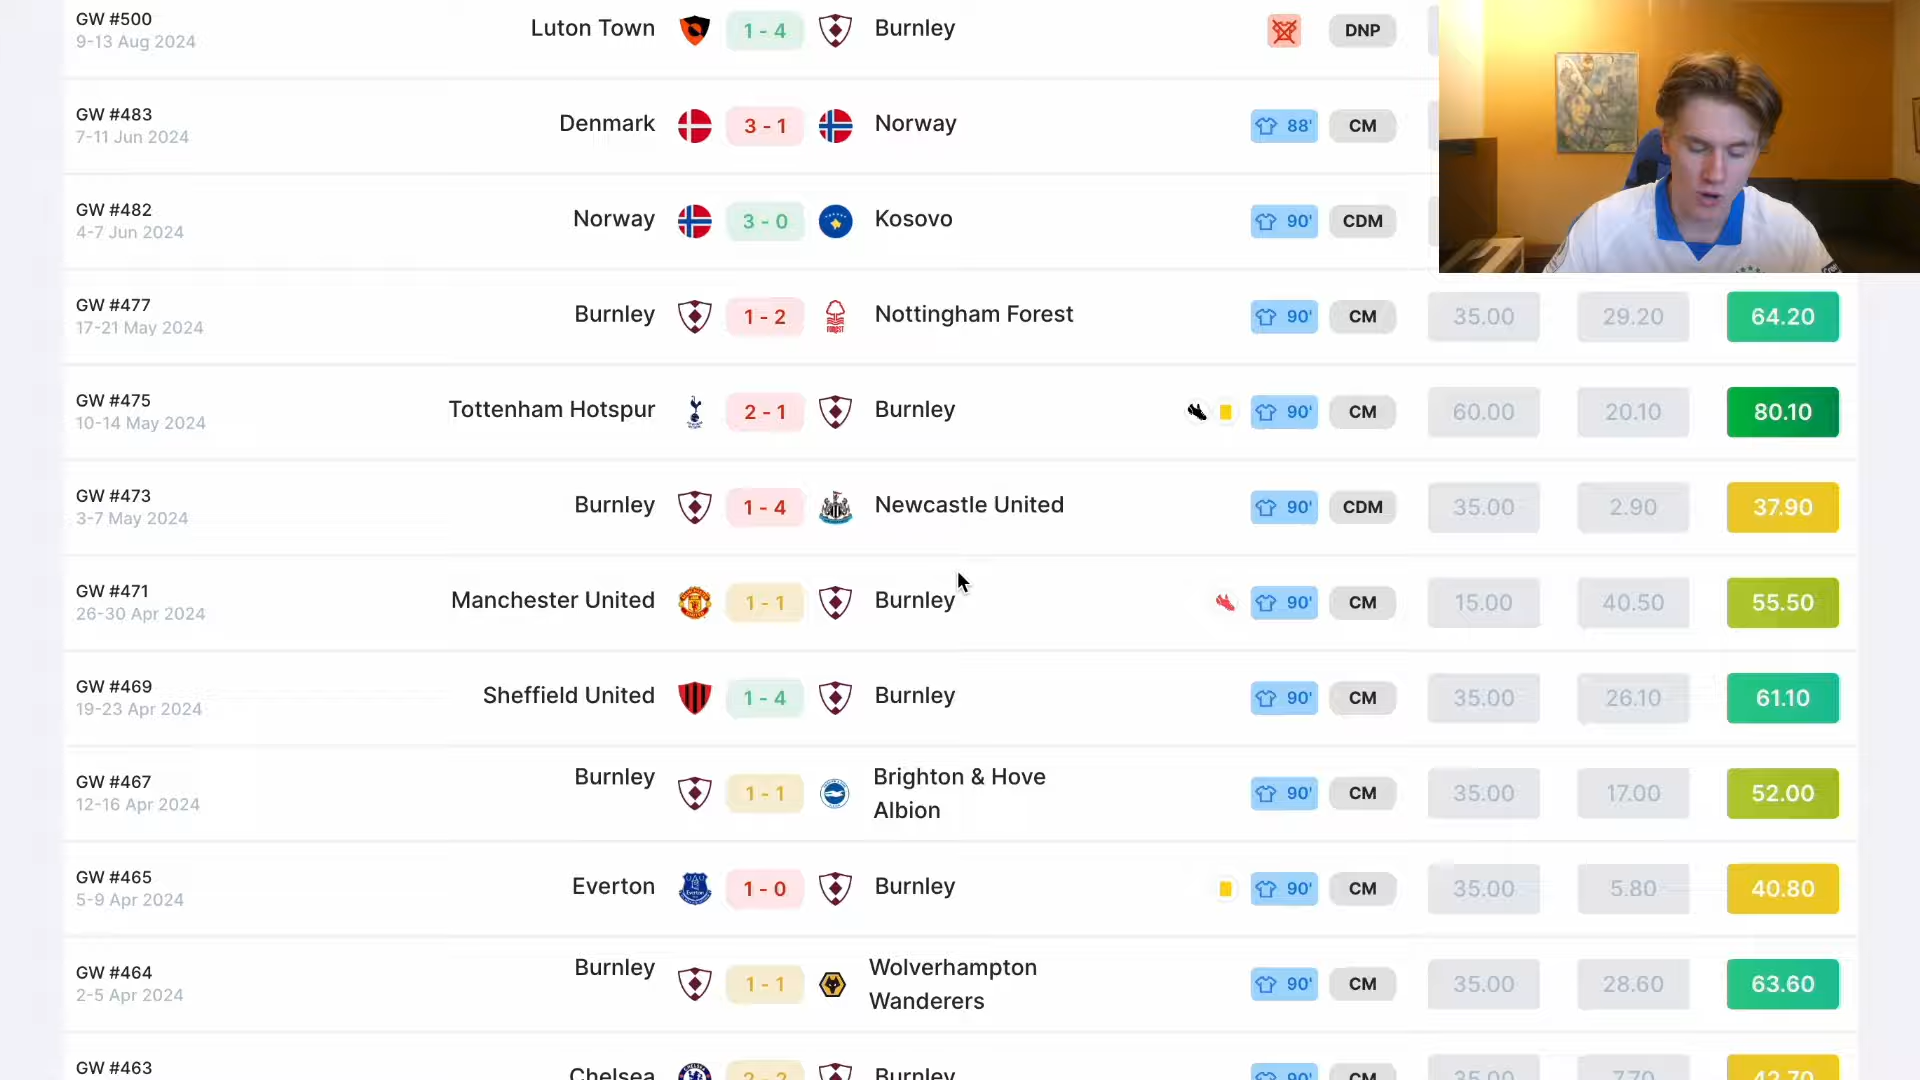 GW #500
9-13 Aug 2024
Luton Town 1 - 4 Burnley DNP
GW #483
7-11 Jun 2024
Denmark 3 - 1 Norway 88' CM
GW #482
4-7 Jun 2024
Norway 3 - 0 Kosovo 90' CDM
GW #477
17-21 May 2024
Burnley 1 - 2 Nottingham Forest 90' CM 35.00 29.20 64.20
GW #475
10-14 May 2024
Tottenham Hotspur 2 - 1 Burnley 90' CM 60.00 20.10 80.10
GW #473
3-7 May 2024
Burnley 1 - 4 Newcastle United 90' CDM 35.00 2.90 37.90
GW #471
26-30 Apr 2024
Manchester United 1 - 1 Burnley 90' CM 15.00 40.50 55.50
GW #469
19-23 Apr 2024
Sheffield United 1 - 4 Burnley 90' CM 35.00 26.10 61.10
GW #467
12-16 Apr 2024
Burnley 1 - 1 Brighton & Hove
Albion 90' CM 35.00 17.00 52.00
GW #465
5-9 Apr 2024
Everton 1 - 0 Burnley 90' CM 35.00 5.80 40.80
GW #464
2-5 Apr 2024
Burnley 1 - 1 Wolverhampton
Wanderers 90' CM 35.00 28.60 63.60
GW #463
Chelsea 2 - 2 Burnley 90' CM 35.00 7.70 42.70